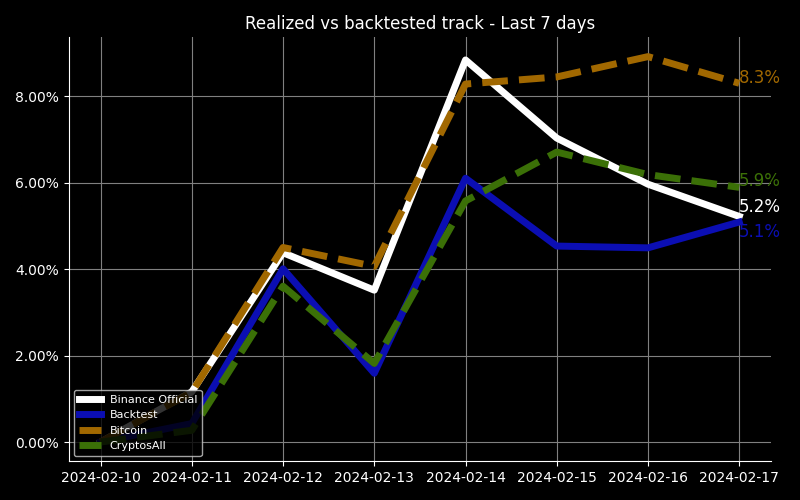 Realized vs backtested track - Last 7 days
8.00%
6.00%
4.00%
2.00%
0.00%
8.3%
5.9%
5.2%
5.1%
Binance Official
Backtest
Bitcoin
CryptosAll
2024-02-10 2024-02-11 2024-02-12 2024-02-13 2024-02-14 2024-02-15 2024-02-16 2024-02-17